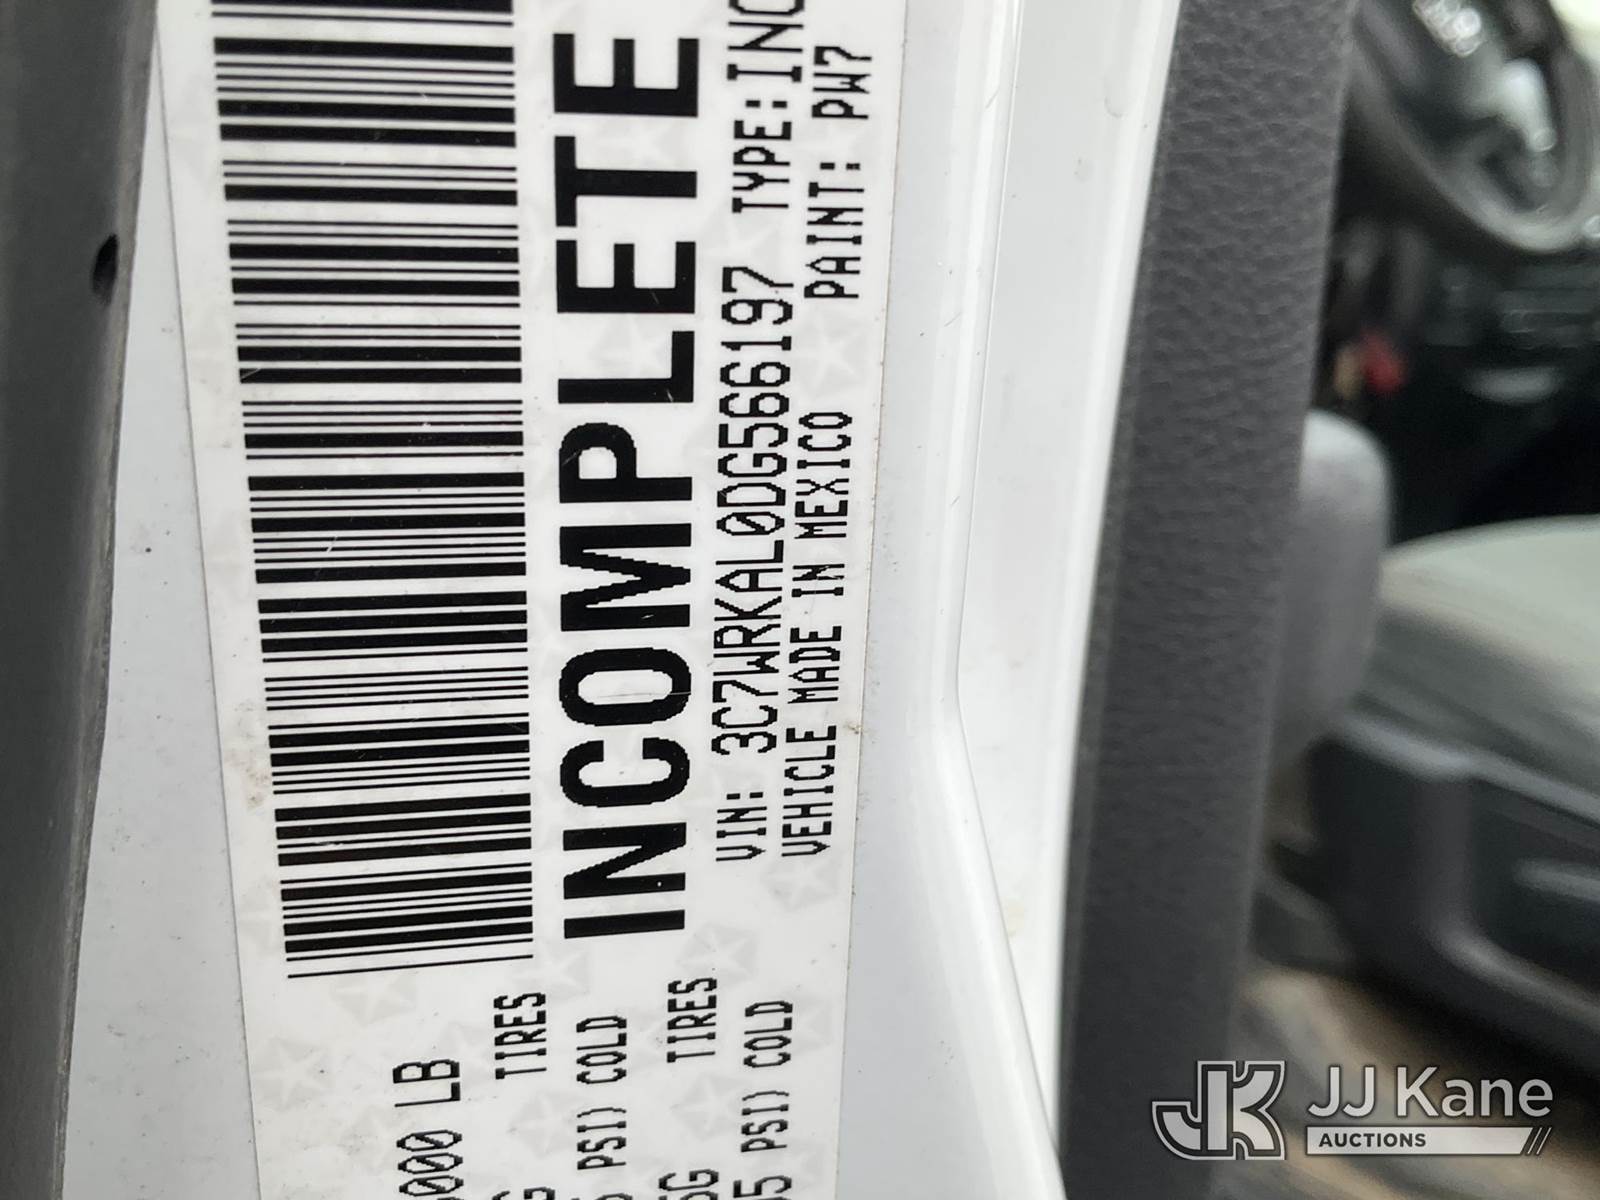 000 LB
TIRES
PSI) COLD
TIRES
PSI) COLD
INCOMPLETE
VIN: 3C7WRKAL0DG566197 TYPE:
VEHICLE MADE IN MEXICO PAINT: PW7
JJ Kane
AUCTIONS